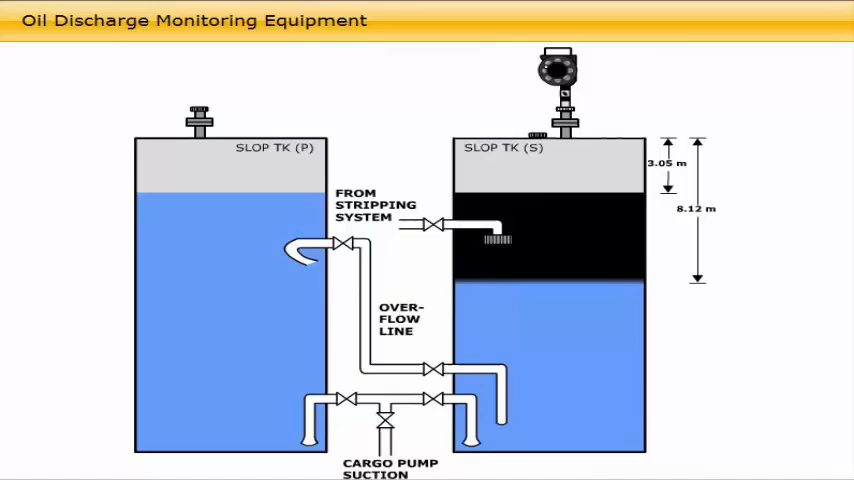 Oil Discharge Monitoring Equipment
SLOP TK (P)
SLOP TK (S)
3.05 m
FROM
STRIPPING
SYSTEM
8.12 m
OVER-
FLOW
LINE
CARGO PUMP
SUCTION